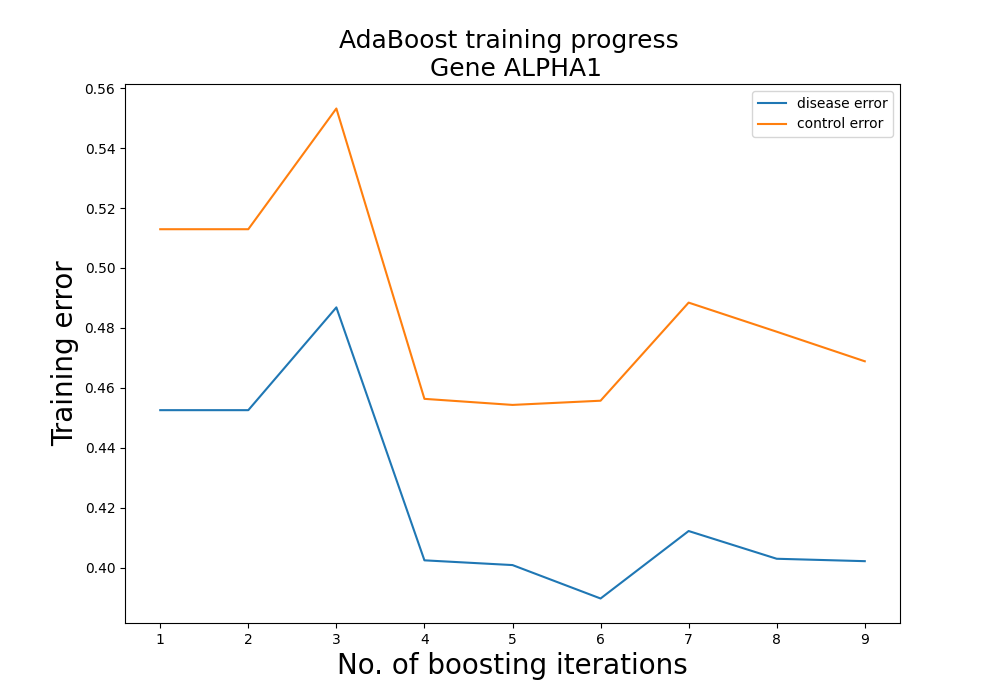 AdaBoost training progress
Gene ALPHA1
disease error
control error
0.56
0.54
0.52
0.50
0.48
0.46
0.44
0.42
0.40
Training error
1 2 3 4 5 6 7 8 9
No. of boosting iterations